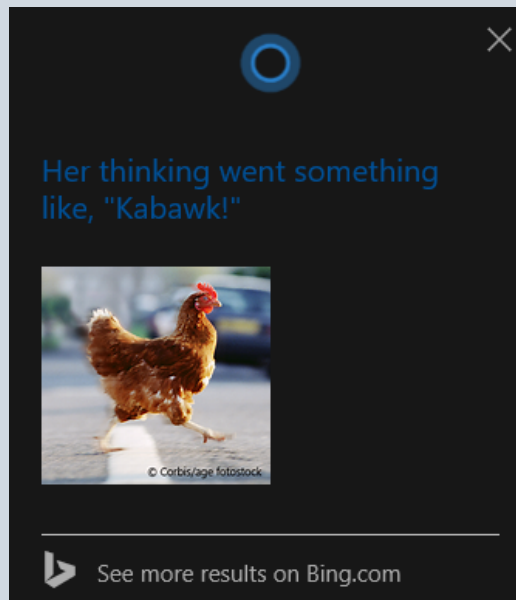 Her thinking went something
like, "Kabawk!"
© Corbis/age fotostock
See more results on Bing.com